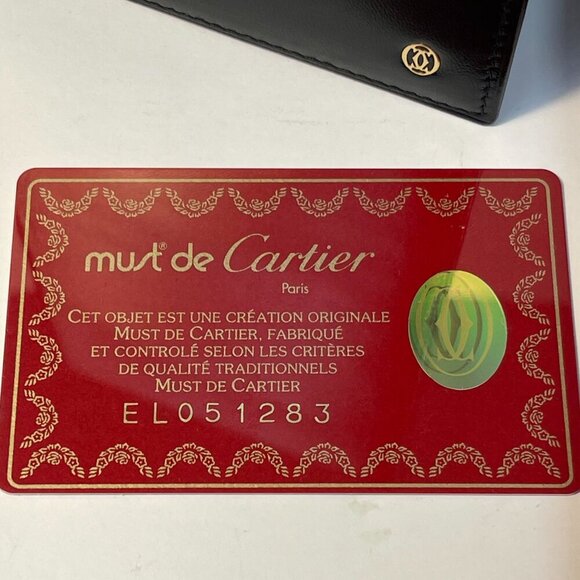 must® de Cartier
Paris
CET OBJET EST UNE CRÉATION ORIGINALE
MUST DE CARTIER, FABRIQUÉ
ET CONTROLÉ SELON LES CRITÈRES
DE QUALITÉ TRADITIONNELS
MUST DE CARTIER
EL051283